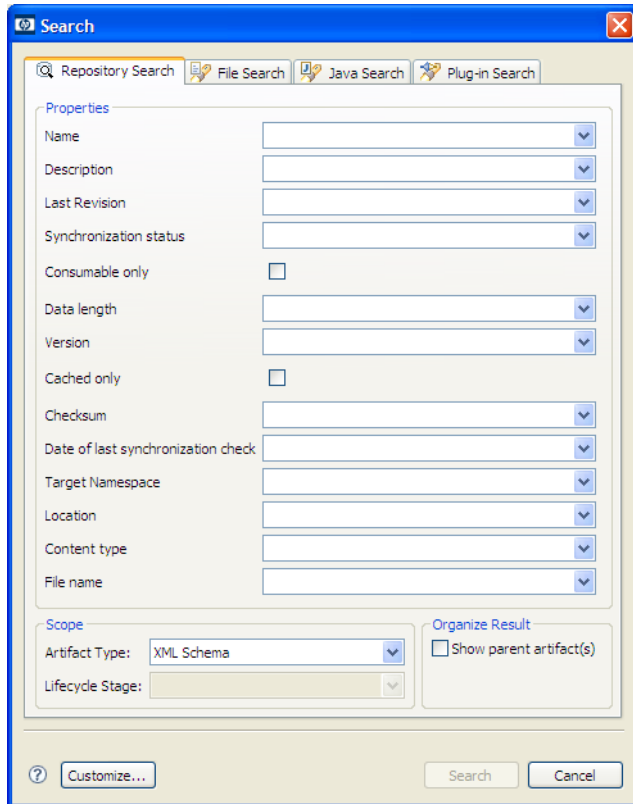 Search
Repository Search File Search Java Search Plug-in Search
Properties
Name
Description
Last Revision
Synchronization status
Consumable only
Data length
Version
Cached only
Checksum
Date of last synchronization check
Target Namespace
Location
Content type
File name
Scope
Artifact Type: XML Schema
Lifecycle Stage:
Organize Result
Show parent artifact(s)
? Customize... Search Cancel